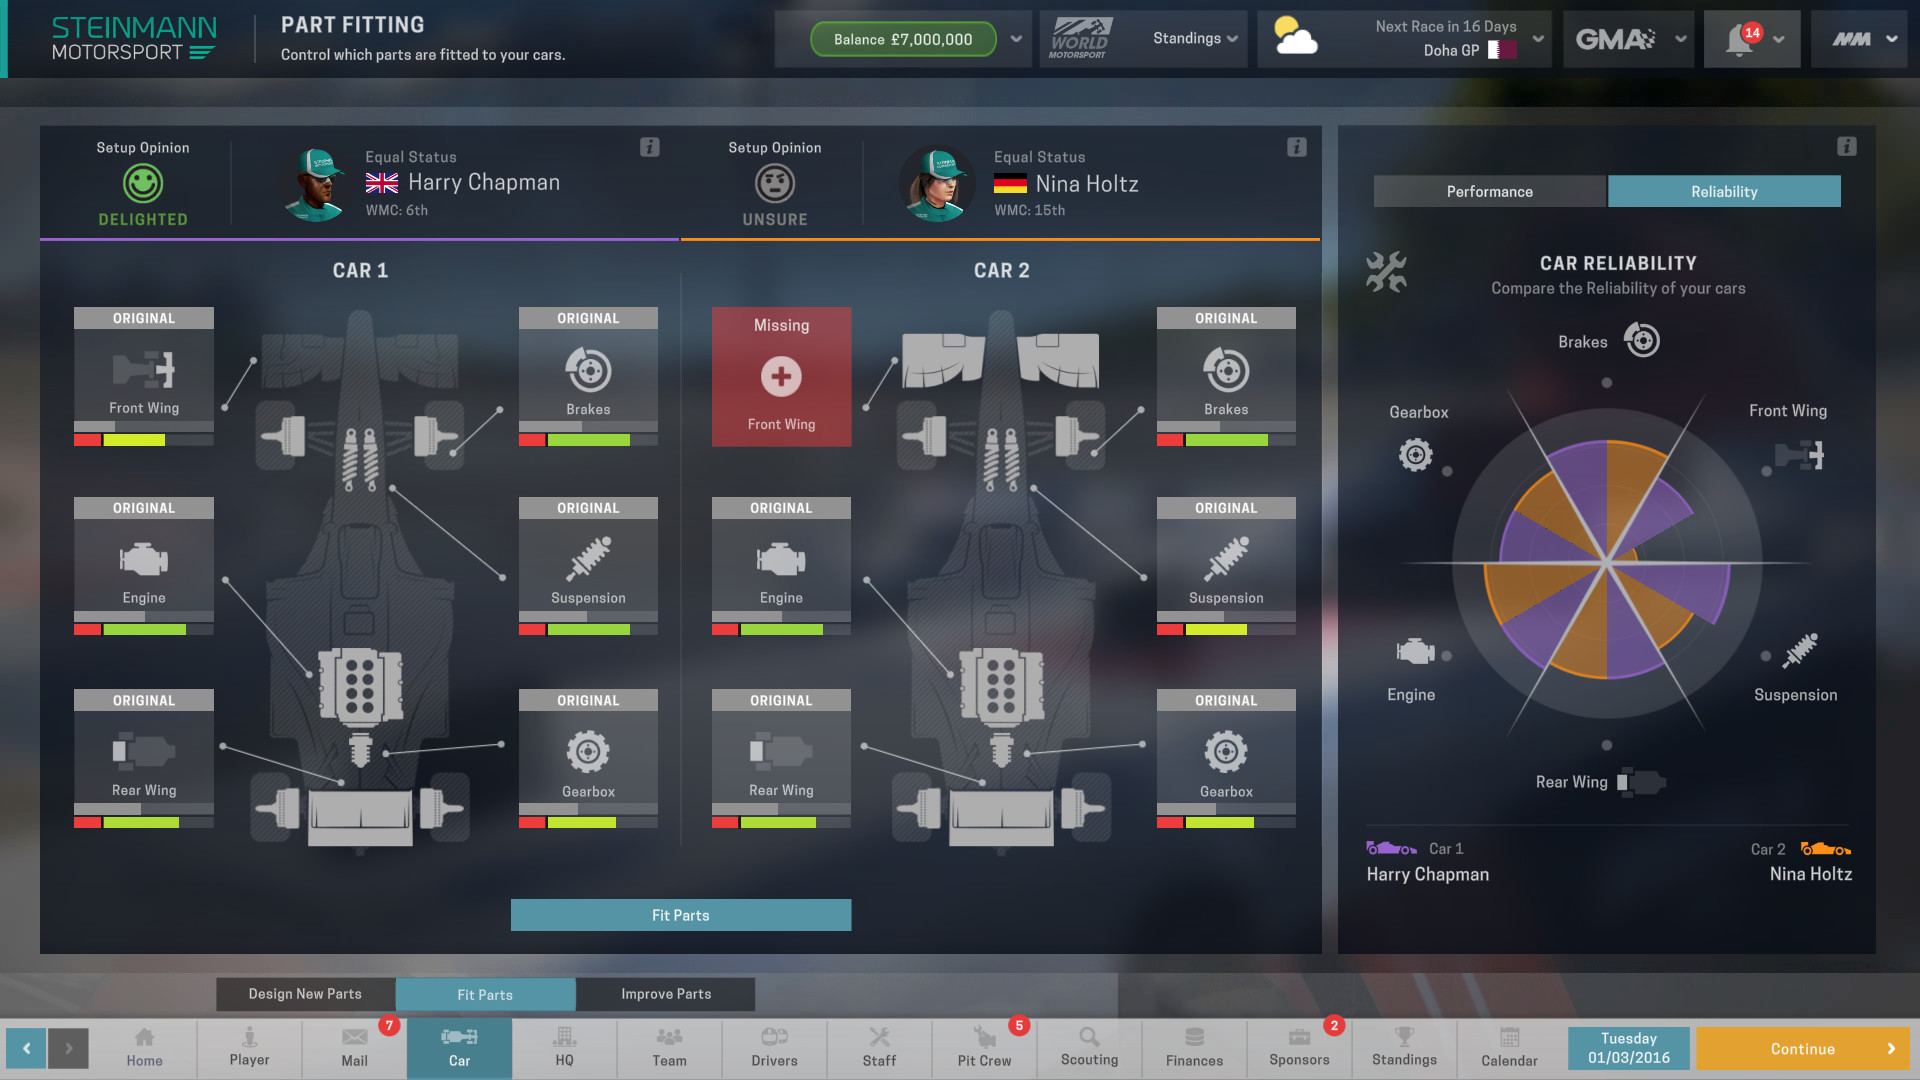 STEINMANN
MOTORSPORT
PART FITTING
Control which parts are fitted to your cars.
Balance £7,000,000
WORLD
MOTORSPORT
Standings
Next Race in 16 Days
Doha GP
GMA
14
MM
Setup Opinion
DELIGHTED
Equal Status
Harry Chapman
WMC: 6th
i
Setup Opinion
UNSURE
Equal Status
Nina Holtz
WMC: 15th
i
CAR 1
ORIGINAL
Front Wing
ORIGINAL
Brakes
ORIGINAL
Engine
ORIGINAL
Suspension
ORIGINAL
Rear Wing
ORIGINAL
Gearbox
CAR 2
Missing
Front Wing
ORIGINAL
Brakes
ORIGINAL
Engine
ORIGINAL
Suspension
ORIGINAL
Rear Wing
ORIGINAL
Gearbox
Fit Parts
i
Performance
Reliability
CAR RELIABILITY
Compare the Reliability of your cars
Brakes
Gearbox
Front Wing
Engine
Suspension
Rear Wing
Car 1
Harry Chapman
Car 2
Nina Holtz
Design New Parts
Fit Parts
Improve Parts
Home
Player
Mail
7
Car
HQ
Team
Drivers
Staff
Pit Crew
5
Scouting
Finances
Sponsors
2
Standings
Calendar
Tuesday
01/03/2016
Continue